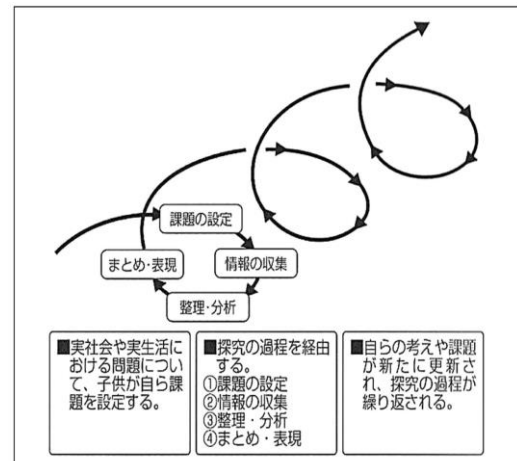 課題の設定
まとめ・表現
情報の収集
整理・分析
■実社会や実生活に
おける問題につい
て、子供が自ら課
題を設定する。
■探究の過程を経由
する。
①課題の設定
②情報の収集
③整理・分析
④まとめ・表現
■自らの考えや課題
が新たに更新さ
れ、探究の過程が
繰り返される。